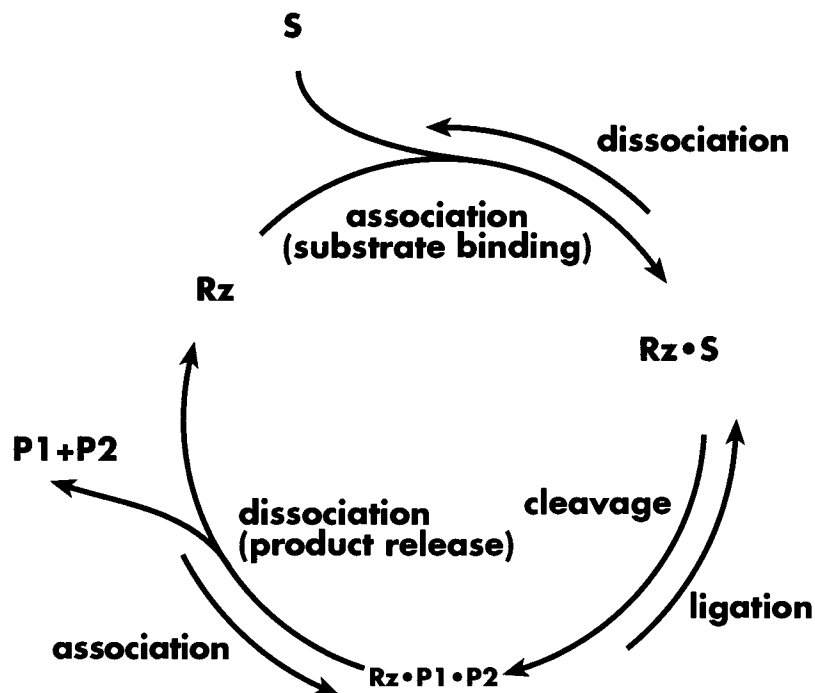 S
dissociation
association
(substrate binding)
Rz
Rz•S
P1+P2
cleavage
dissociation
(product release)
ligation
association
Rz•P1•P2